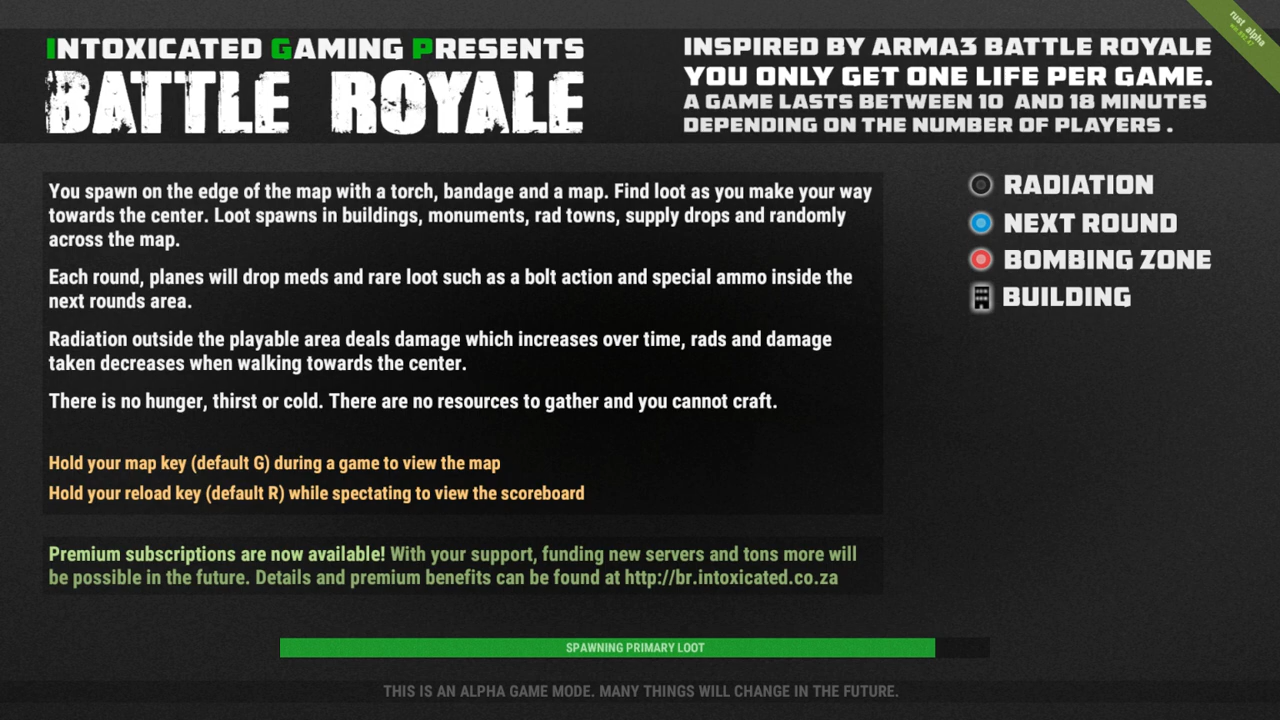 INTOXICATED GAMING PRESENTS
BATTLE ROYALE
INSPIRED BY ARMA3 BATTLE ROYALE
YOU ONLY GET ONE LIFE PER GAME.
A GAME LASTS BETWEEN 10 AND 18 MINUTES
DEPENDING ON THE NUMBER OF PLAYERS .
rust_alpha
You spawn on the edge of the map with a torch, bandage and a map. Find loot as you make your way
towards the center. Loot spawns in buildings, monuments, rad towns, supply drops and randomly
across the map.
Each round, planes will drop meds and rare loot such as a bolt action and special ammo inside the
next rounds area.
Radiation outside the playable area deals damage which increases over time, rads and damage
taken decreases when walking towards the center.
There is no hunger, thirst or cold. There are no resources to gather and you cannot craft.
Hold your map key (default G) during a game to view the map
Hold your reload key (default R) while spectating to view the scoreboard
Premium subscriptions are now available! With your support, funding new servers and tons more will
be possible in the future. Details and premium benefits can be found at http://br.intoxicated.co.za
RADIATION
NEXT ROUND
BOMBING ZONE
BUILDING
SPAWNING PRIMARY LOOT
THIS IS AN ALPHA GAME MODE. MANY THINGS WILL CHANGE IN THE FUTURE.